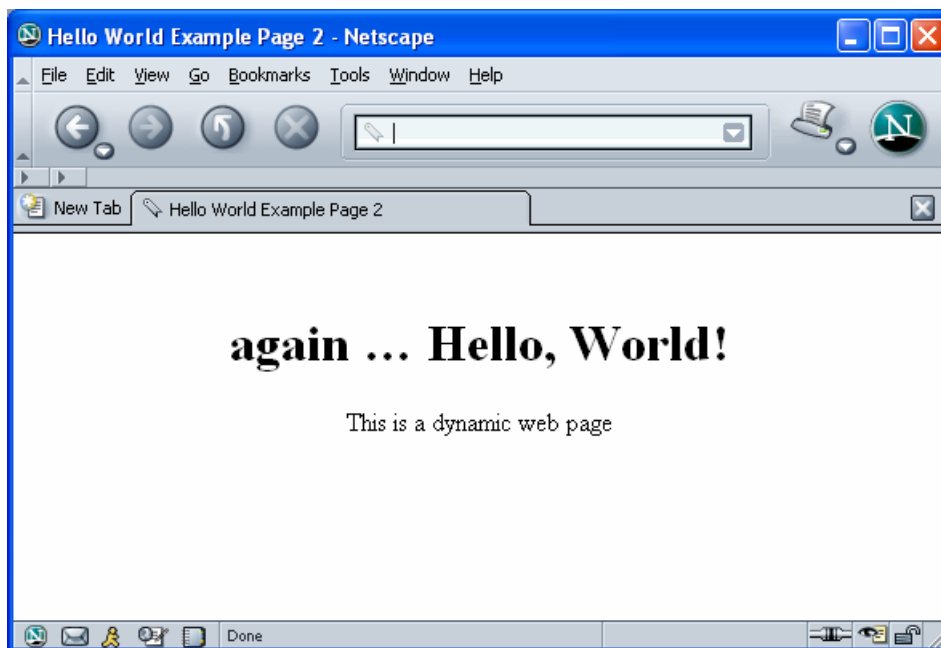 Hello World Example Page 2 - Netscape
File Edit View Go Bookmarks Tools Window Help
N
New Tab Hello World Example Page 2
again … Hello, World!
This is a dynamic web page
Done